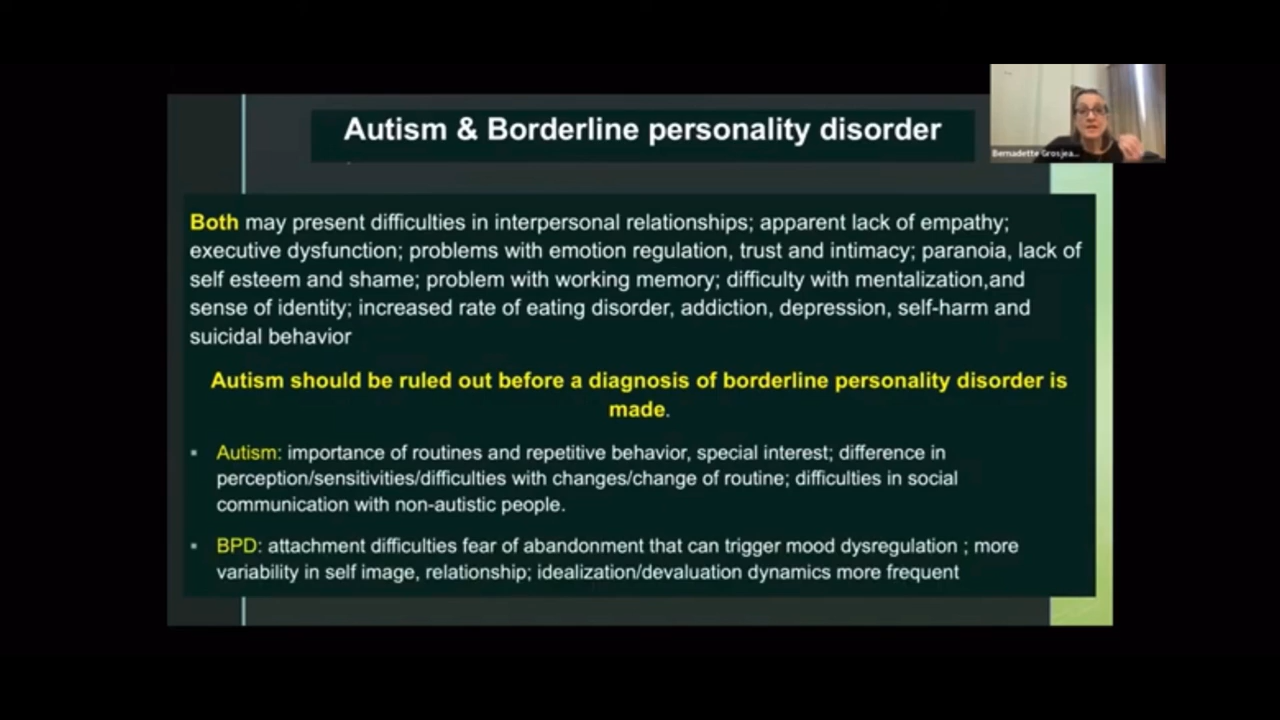 Autism & Borderline personality disorder
Bernadette Grosjea...
Both may present difficulties in interpersonal relationships; apparent lack of empathy;
executive dysfunction; problems with emotion regulation, trust and intimacy; paranoia, lack of
self esteem and shame; problem with working memory; difficulty with mentalization,and
sense of identity; increased rate of eating disorder, addiction, depression, self-harm and
suicidal behavior
Autism should be ruled out before a diagnosis of borderline personality disorder is
made.
▪ Autism: importance of routines and repetitive behavior, special interest; difference in
perception/sensitivities/difficulties with changes/change of routine; difficulties in social
communication with non-autistic people.
▪ BPD: attachment difficulties fear of abandonment that can trigger mood dysregulation ; more
variability in self image, relationship; idealization/devaluation dynamics more frequent